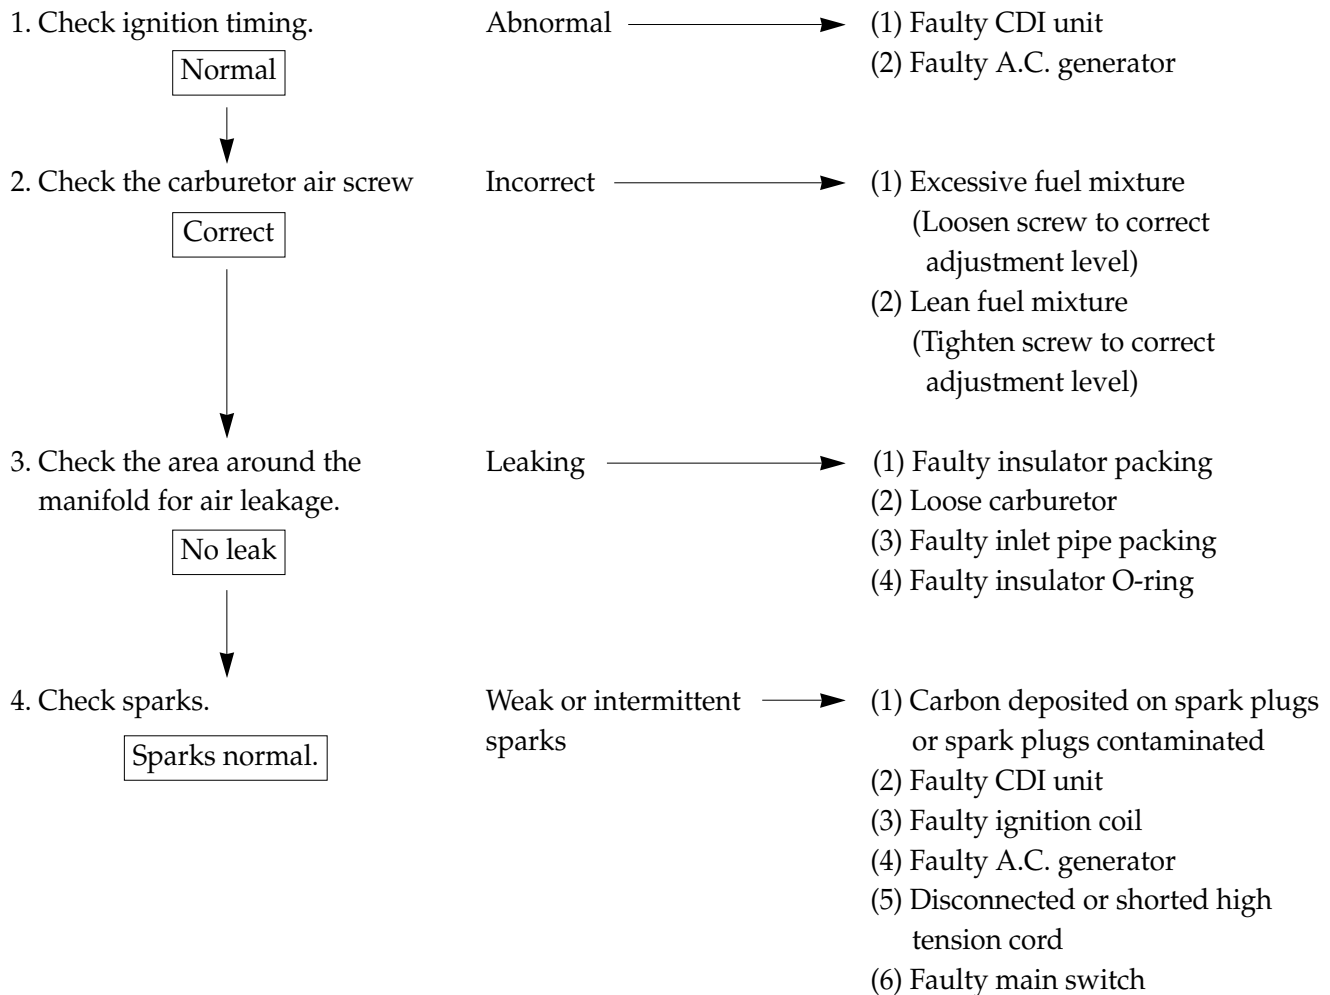 1. Check ignition timing.
Abnormal
(1) Faulty CDI unit
(2) Faulty A.C. generator
Normal
2. Check the carburetor air screw
Incorrect
(1) Excessive fuel mixture
(Loosen screw to correct
adjustment level)
(2) Lean fuel mixture
(Tighten screw to correct
adjustment level)
Correct
3. Check the area around the
manifold for air leakage.
Leaking
(1) Faulty insulator packing
(2) Loose carburetor
(3) Faulty inlet pipe packing
(4) Faulty insulator O-ring
No leak
4. Check sparks.
Weak or intermittent
sparks
(1) Carbon deposited on spark plugs
or spark plugs contaminated
(2) Faulty CDI unit
(3) Faulty ignition coil
(4) Faulty A.C. generator
(5) Disconnected or shorted high
tension cord
(6) Faulty main switch
Sparks normal.